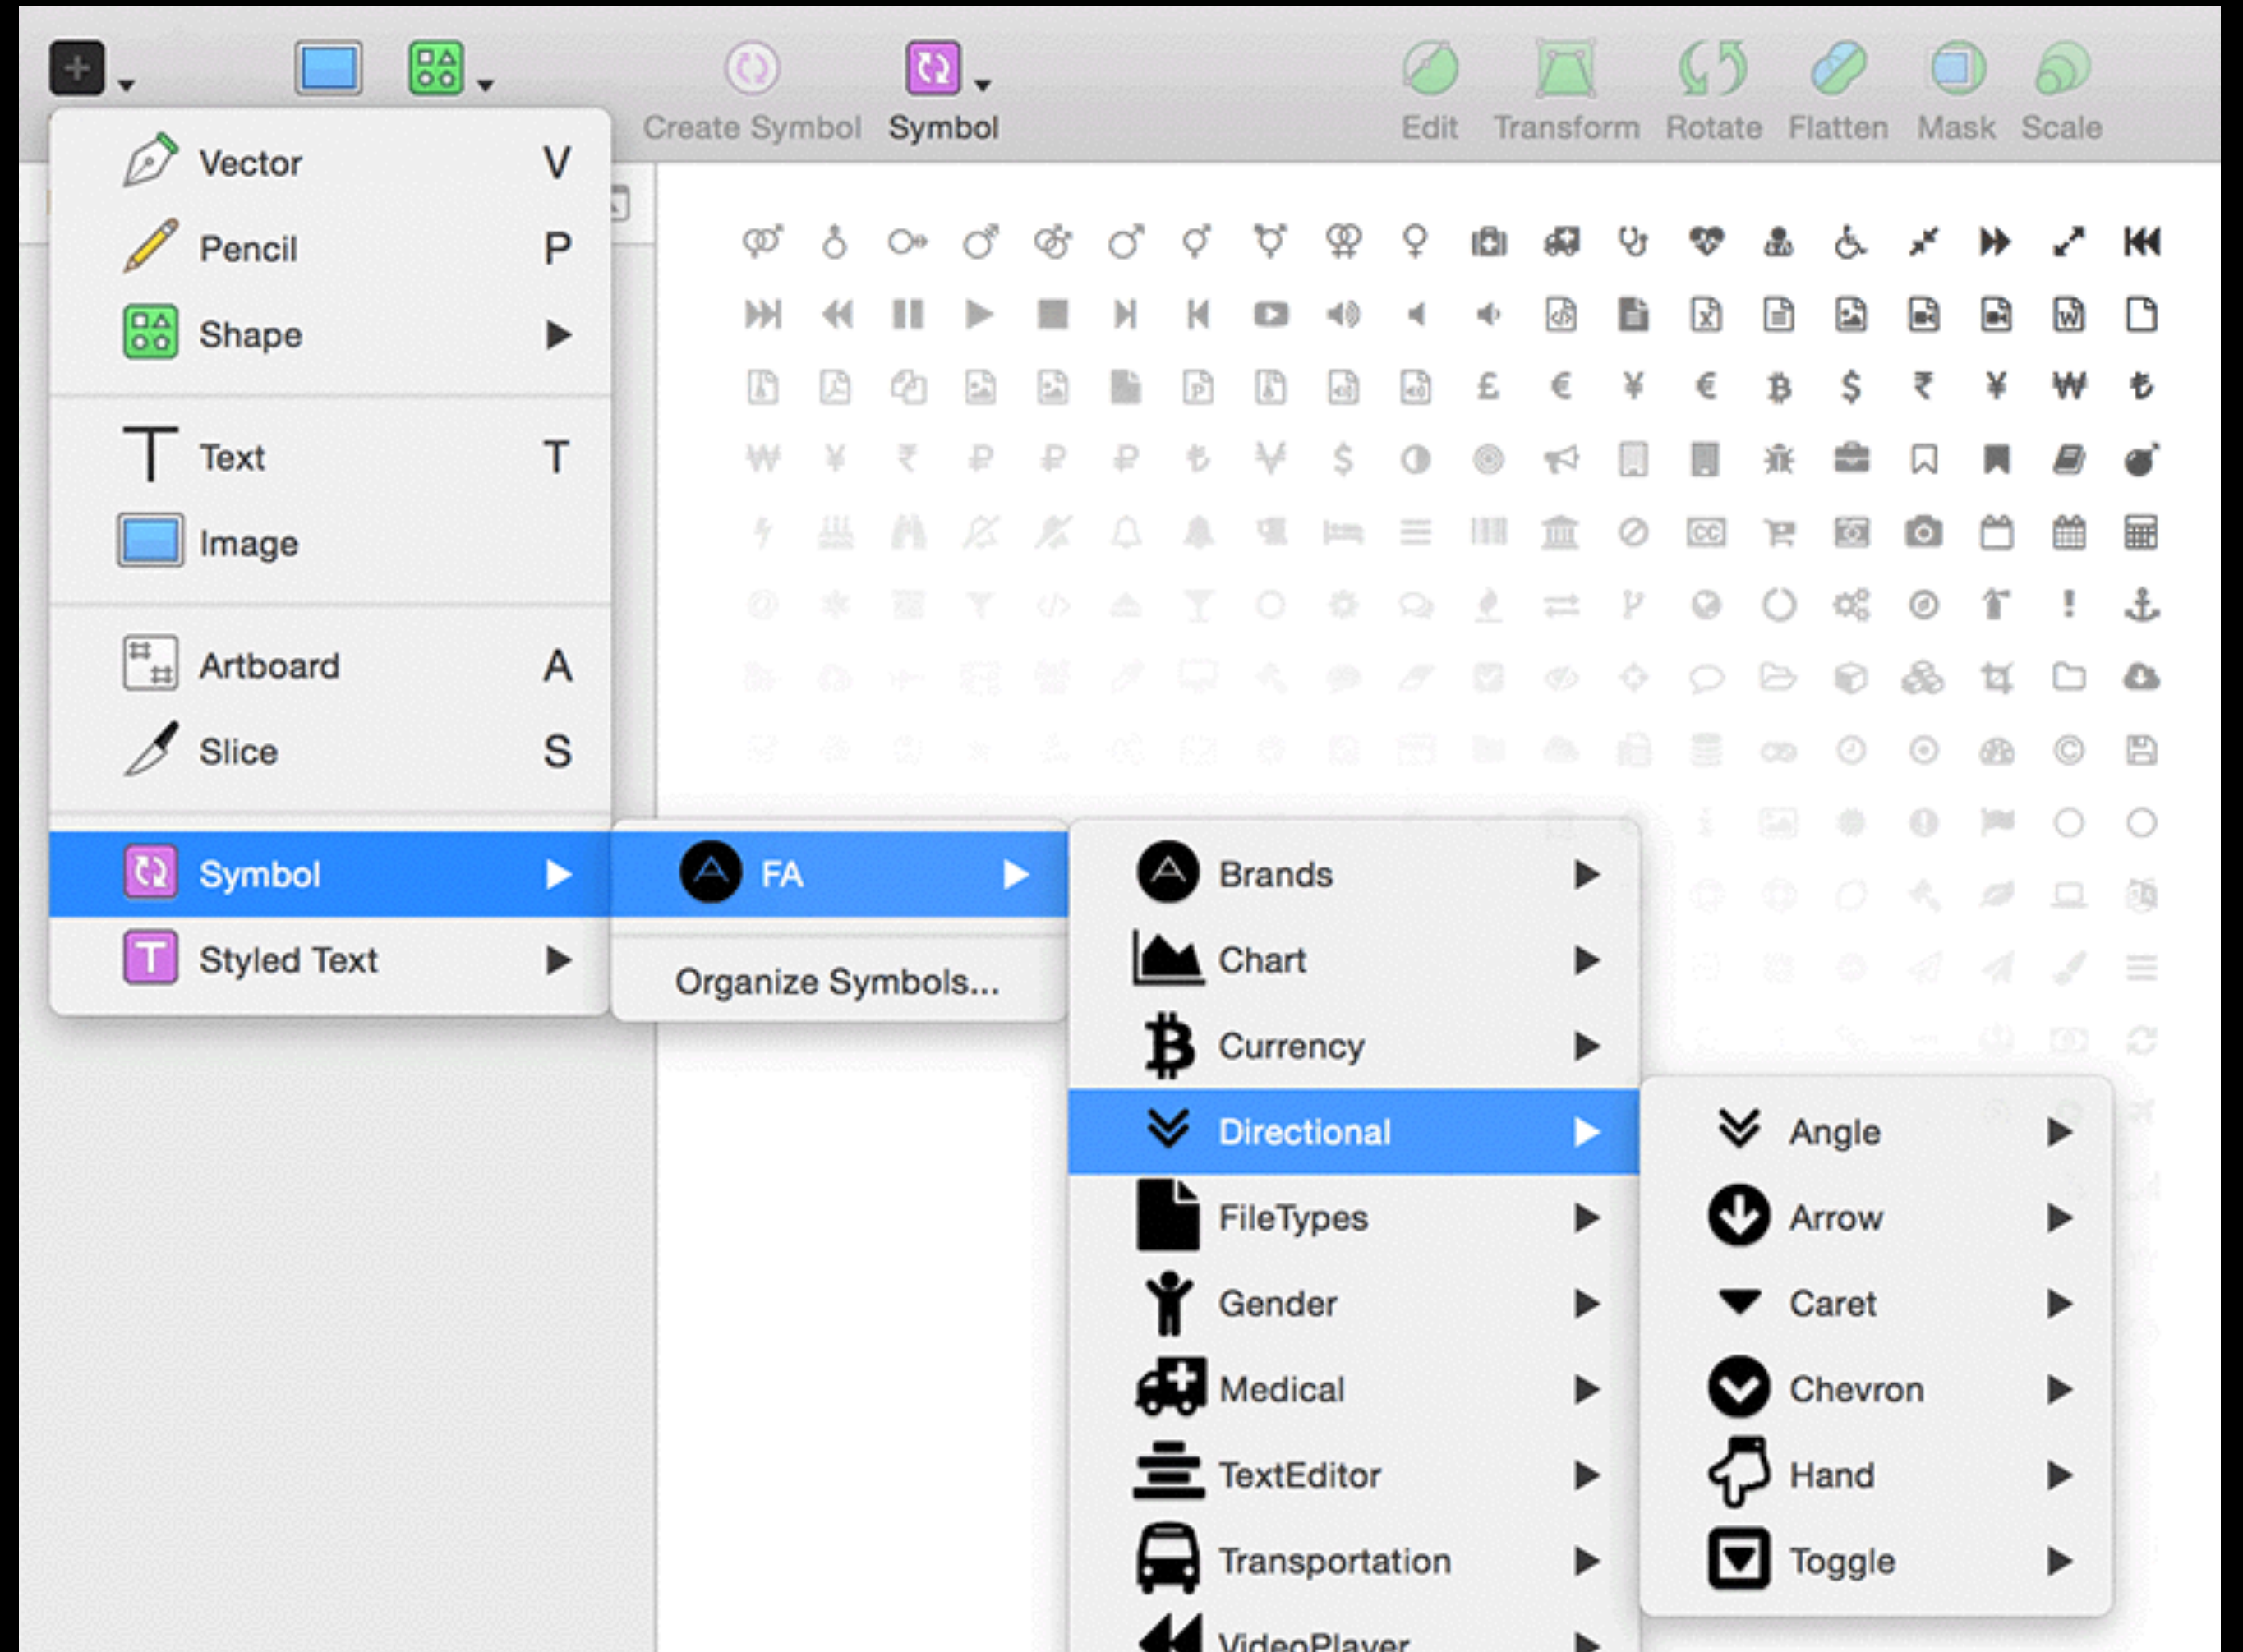 Create Symbol
Symbol
Edit
Transform
Rotate
Flatten
Mask
Scale
Vector V
Pencil P
Shape
Text T
Image
Artboard A
Slice S
Symbol
Styled Text
FA
Organize Symbols...
Brands
Chart
Currency
Directional
FileTypes
Gender
Medical
TextEditor
Transportation
VideoPlayer
Angle
Arrow
Caret
Chevron
Hand
Toggle